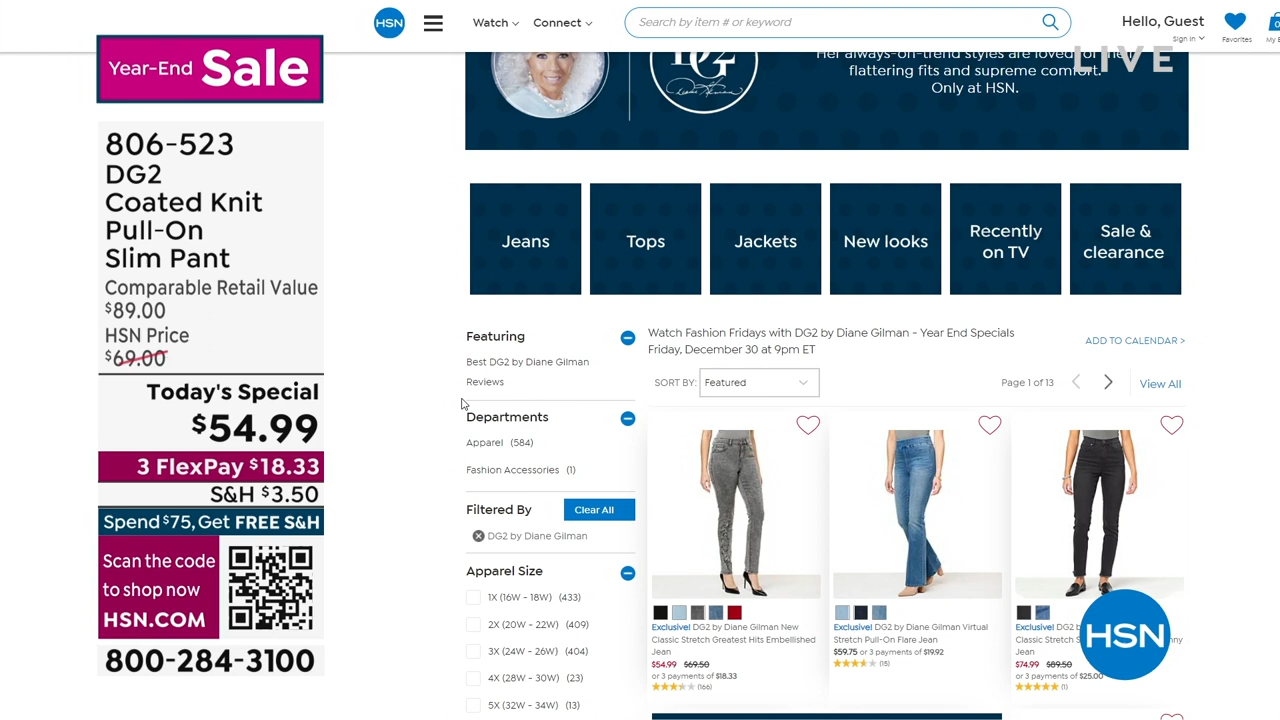 HSN
Watch
Connect
Search by item # or keyword
Hello, Guest
Sign In
Favorites
LIVE
Year-End Sale
806-523
DG2
Coated Knit
Pull-On
Slim Pant
Comparable Retail Value
$89.00
HSN Price
$69.00
Today's Special
$54.99
3 FlexPay $18.33
S&H $3.50
Spend $75, Get FREE S&H
Scan the code
to shop now
HSN.COM
800-284-3100
Her always-on-trend styles are loved for their
flattering fits and supreme comfort.
Only at HSN.
Jeans
Tops
Jackets
New looks
Recently
on TV
Sale &
clearance
Featuring
Best DG2 by Diane Gilman
Reviews
Departments
Apparel (584)
Fashion Accessories (1)
Filtered By
Clear All
DG2 by Diane Gilman
Apparel Size
1X (16W - 18W) (433)
2X (20W - 22W) (409)
3X (24W - 26W) (404)
4X (28W - 30W) (23)
5X (32W - 34W) (13)
Watch Fashion Fridays with DG2 by Diane Gilman - Year End Specials
Friday, December 30 at 9pm ET
ADD TO CALENDAR >
SORT BY: Featured
Page 1 of 13
View All
Exclusive! DG2 by Diane Gilman New
Classic Stretch Greatest Hits Embellished
Jean
$54.99 $69.50
or 3 payments of $18.33
(166)
Exclusive! DG2 by Diane Gilman Virtual
Stretch Pull-On Flare Jean
$59.75 or 3 payments of $19.92
(15)
Exclusive! DG2 b
Classic Stretch
Jean
$74.99 $89.50
or 3 payments of $25.00
(1)
HSN